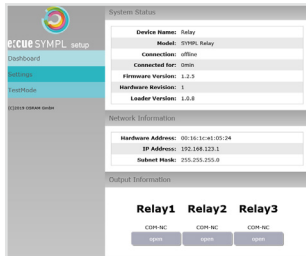 e:cue SYMPL setup
Dashboard
Settings
TestMode
(C)2019 OSRAM GmbH
System Status
Device Name: Relay
Model: SYMPL Relay
Connection: offline
Connected for: 0min
Firmware Version: 1.2.5
Hardware Revision: 1
Loader Version: 1.0.8
Network Information
Hardware Address: 00:16:1c:e1:05:24
IP Address: 192.168.123.1
Subnet Mask: 255.255.255.0
Output Information
Relay1 Relay2 Relay3
COM-NC COM-NC COM-NC
open open open